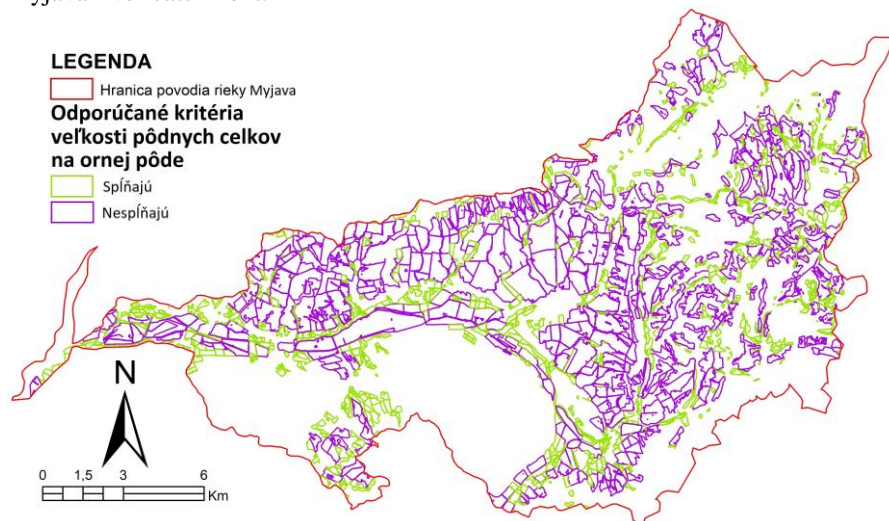 LEGENDA
Hranica povodia rieky Myjava
Odporúčané kritéria
veľkosti pôdnych celkov
na ornej pôde
Spĺňajú
Nespĺňajú
N
0 1,5 3 6
Km